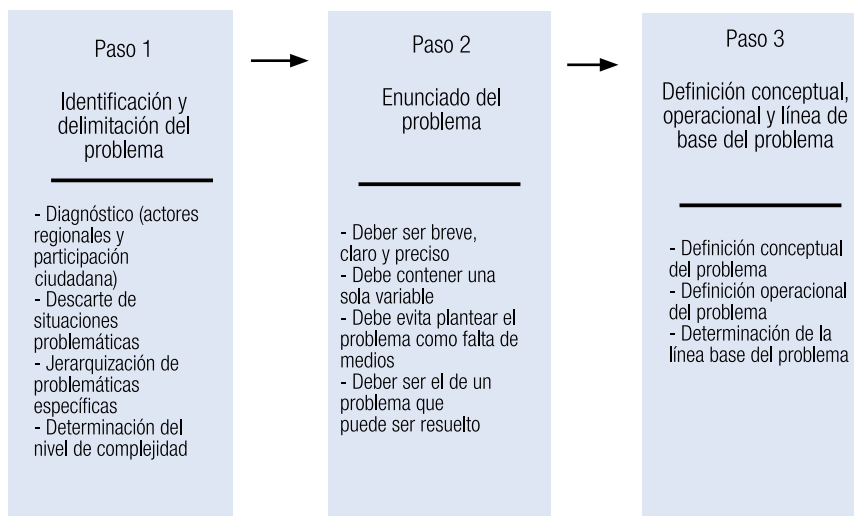 Paso 1
Identificación y
delimitación del
problema
- Diagnóstico (actores
regionales y
participación
ciudadana)
- Descarte de
situaciones
problemáticas
- Jerarquización de
problemáticas
específicas
- Determinación del
nivel de complejidad
Paso 2
Enunciado del
problema
- Deber ser breve,
claro y preciso
- Debe contener una
sola variable
- Debe evita plantear el
problema como falta de
medios
- Deber ser el de un
problema que
puede ser resuelto
Paso 3
Definición conceptual,
operacional y línea de
base del problema
- Definición conceptual
del problema
- Definición operacional
del problema
- Determinación de la
línea base del problema